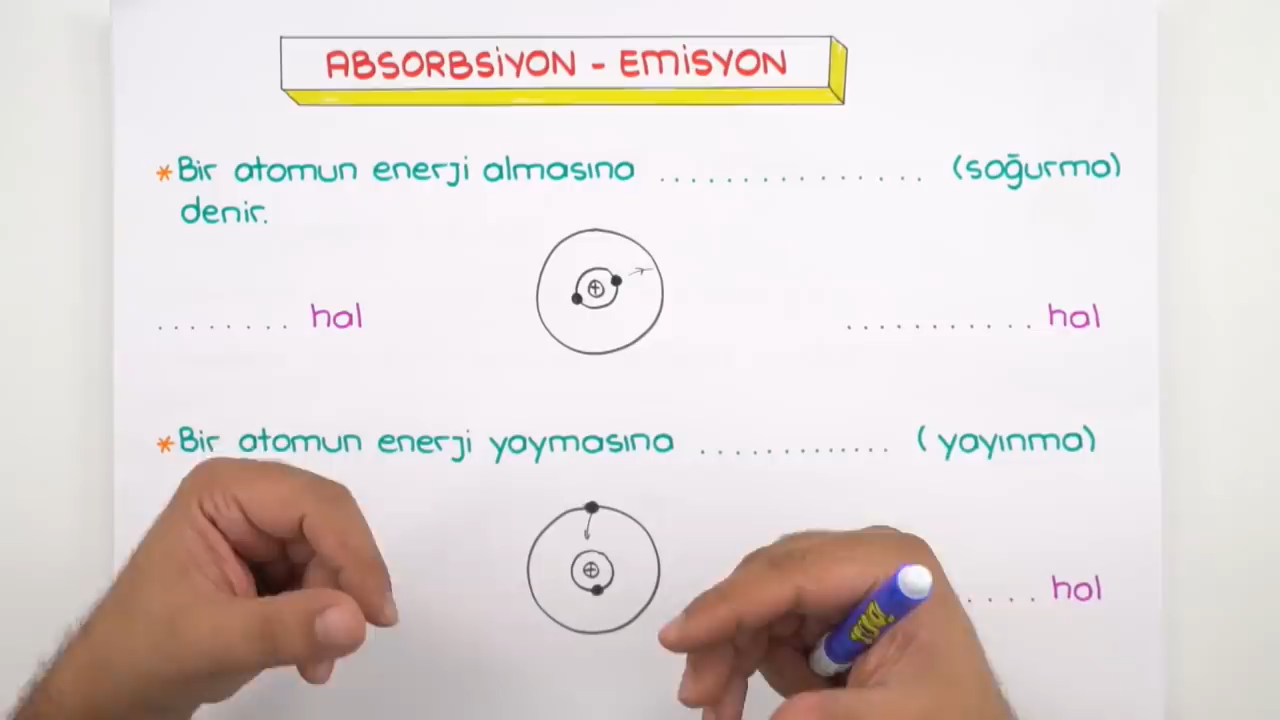 ABSORBSİYON - EMİSYON
*Bir atomun enerji almasına ............... (soğurma)
denir.
........ hal ........... hal
*Bir atomun enerji yaymasına ............ (yayınma)
.... hal